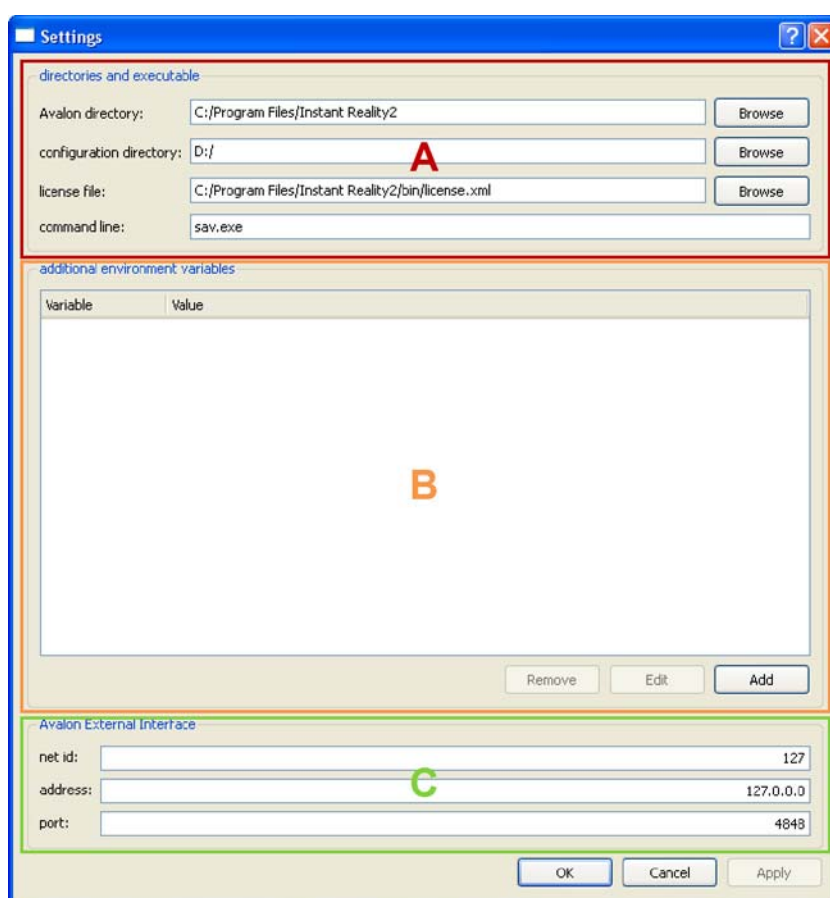 Settings
directories and executable
Avalon directory: C:/Program Files/Instant Reality2 Browse
configuration directory: D:/ Browse
A
license file: C:/Program Files/Instant Reality2/bin/license.xml Browse
command line: sav.exe
additional environment variables
Variable Value
B
Remove Edit Add
Avalon External Interface
net id: 127
address: 127.0.0.0
C
port: 4848
OK Cancel Apply